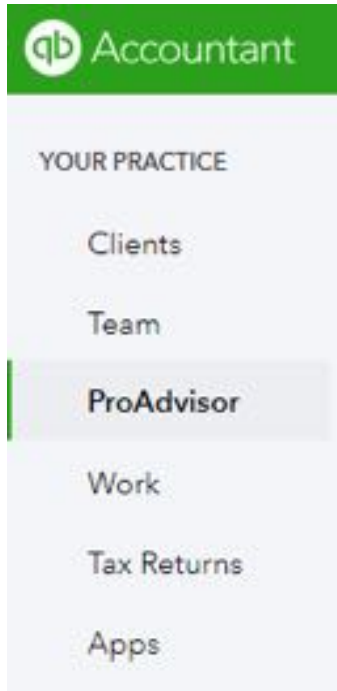 qb Accountant
YOUR PRACTICE
Clients
Team
ProAdvisor
Work
Tax Returns
Apps